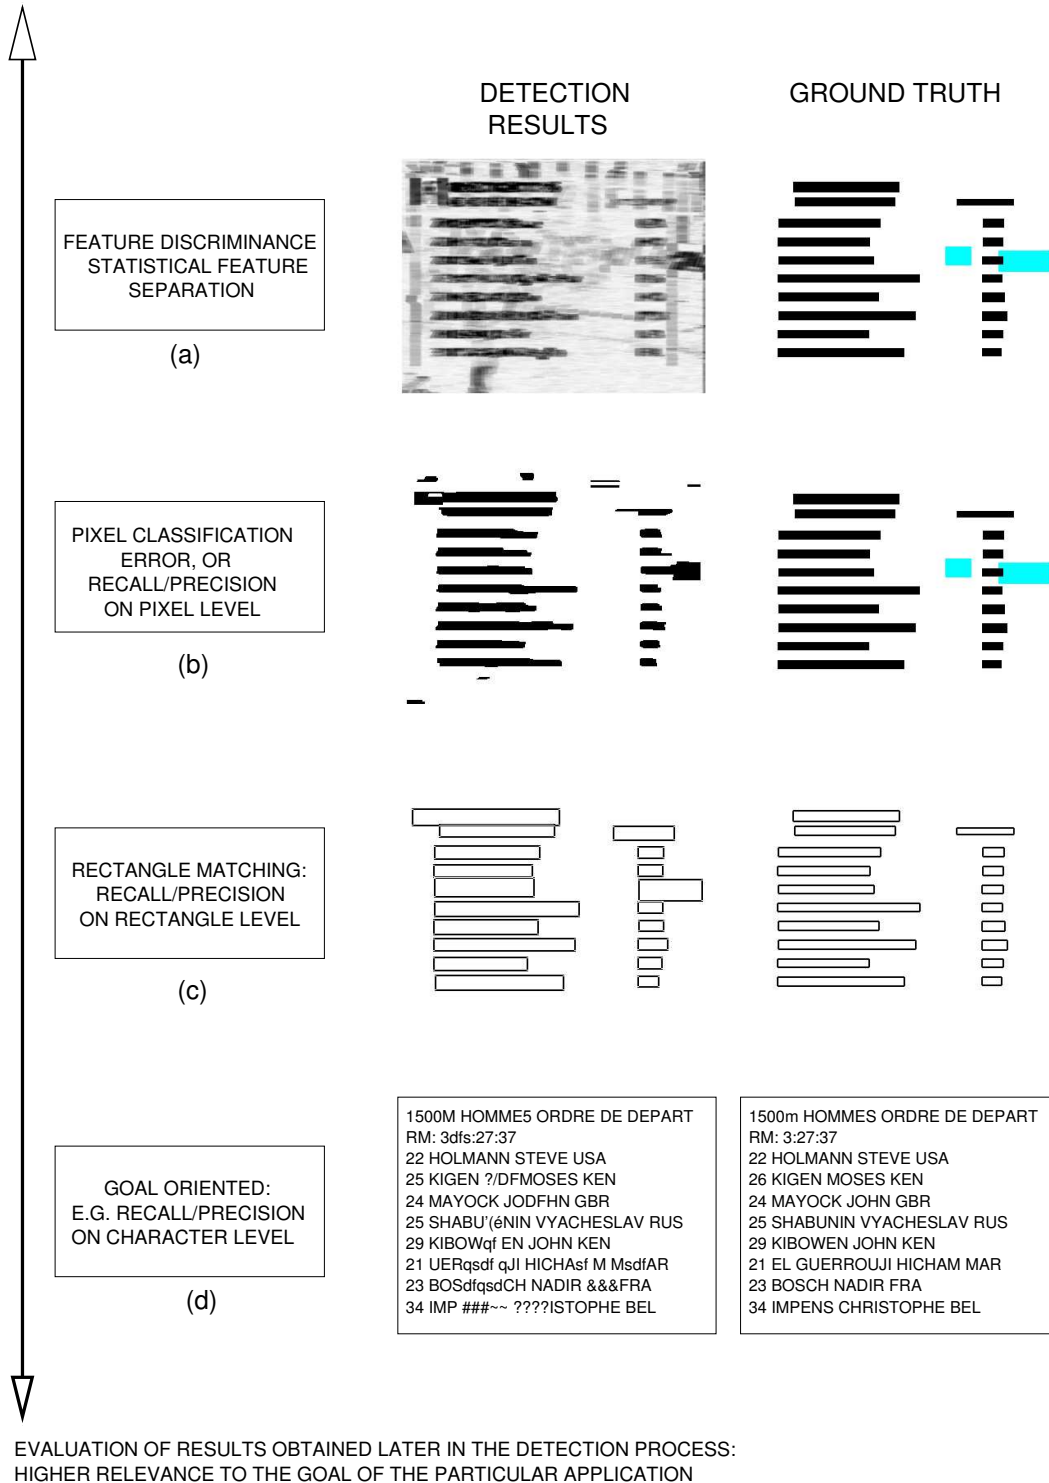 DETECTION
RESULTS
GROUND TRUTH
FEATURE DISCRIMINANCE
STATISTICAL FEATURE
SEPARATION
(a)
PIXEL CLASSIFICATION
ERROR, OR
RECALL/PRECISION
ON PIXEL LEVEL
(b)
RECTANGLE MATCHING:
RECALL/PRECISION
ON RECTANGLE LEVEL
(c)
GOAL ORIENTED:
E.G. RECALL/PRECISION
ON CHARACTER LEVEL
(d)
1500M HOMME5 ORDRE DE DEPART
RM: 3dfs:27:37
22 HOLMANN STEVE USA
25 KIGEN ?/DFMOSES KEN
24 MAYOCK JODFHN GBR
25 SHABU'(éNIN VYACHESLAV RUS
29 KIBOWqf EN JOHN KEN
21 UERqsdf qJI HICHAsf M MsdfAR
23 BOSdfqsdCH NADIR &&&FRA
34 IMP ###~~ ????ISTOPHE BEL
1500m HOMMES ORDRE DE DEPART
RM: 3:27:37
22 HOLMANN STEVE USA
26 KIGEN MOSES KEN
24 MAYOCK JOHN GBR
25 SHABUNIN VYACHESLAV RUS
29 KIBOWEN JOHN KEN
21 EL GUERROUJI HICHAM MAR
23 BOSCH NADIR FRA
34 IMPENS CHRISTOPHE BEL
EVALUATION OF RESULTS OBTAINED LATER IN THE DETECTION PROCESS:
HIGHER RELEVANCE TO THE GOAL OF THE PARTICULAR APPLICATION